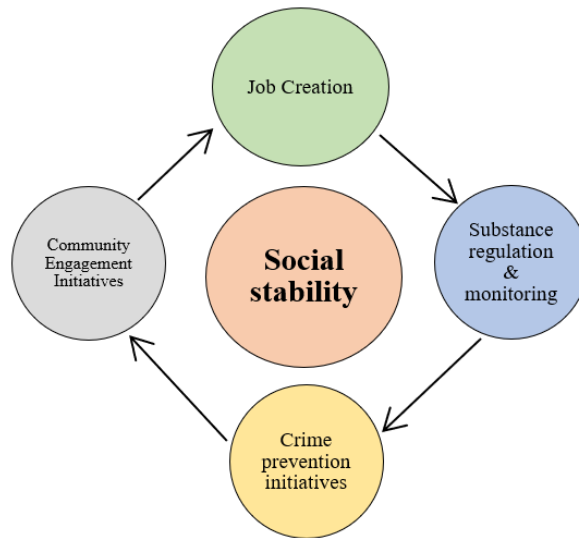 Job Creation
Community
Engagement
Initiatives
Social
stability
Substance
regulation
&
monitoring
Crime
prevention
initiatives